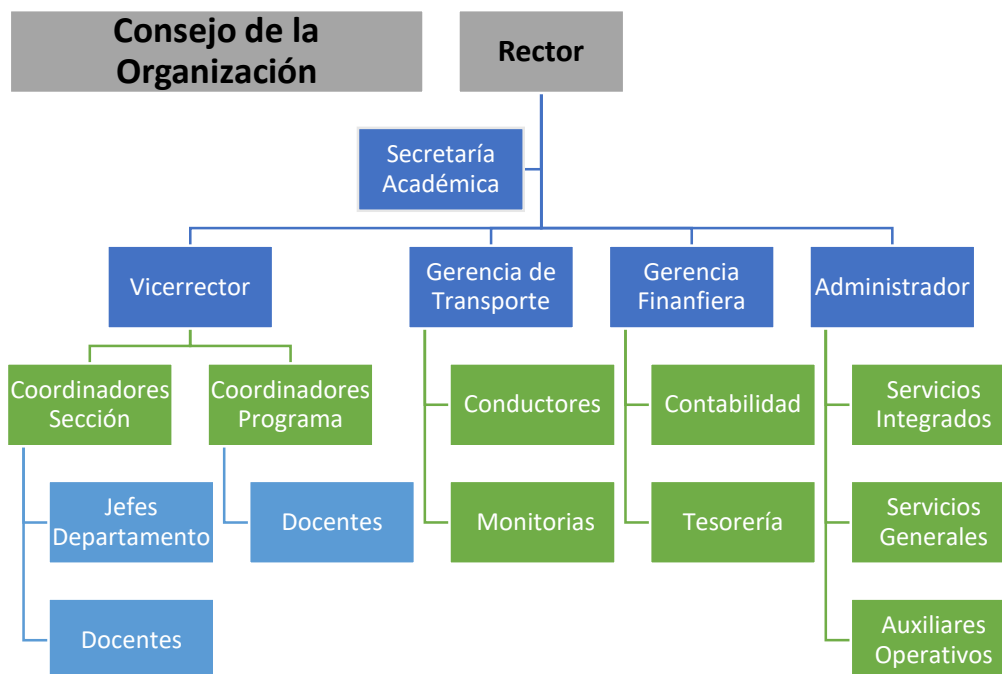 Consejo de la
Organización
Rector
Secretaría
Académica
Vicerrector
Gerencia de
Transporte
Gerencia
Finanfiera
Administrador
Coordinadores
Sección
Coordinadores
Programa
Conductores
Contabilidad
Servicios
Integrados
Jefes
Departamento
Docentes
Monitorias
Tesorería
Servicios
Generales
Docentes
Auxiliares
Operativos